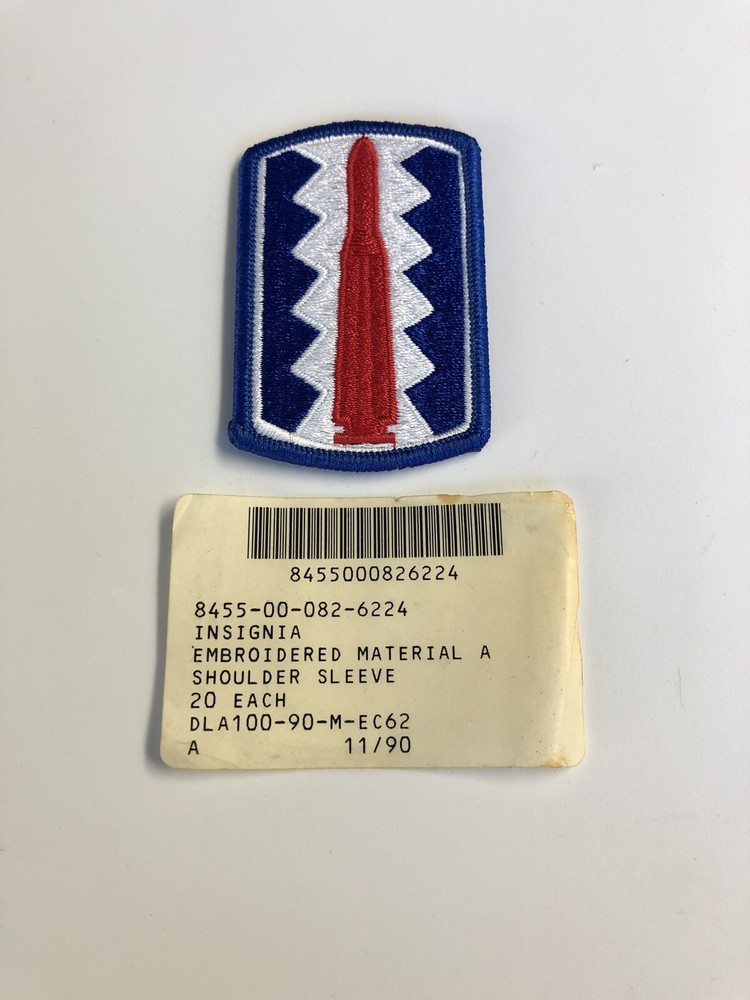 8455000826224
8455-00-082-6224
INSIGNIA
EMBROIDERED MATERIAL A
SHOULDER SLEEVE
20 EACH
DLA100-90-M-EC62
A 11/90